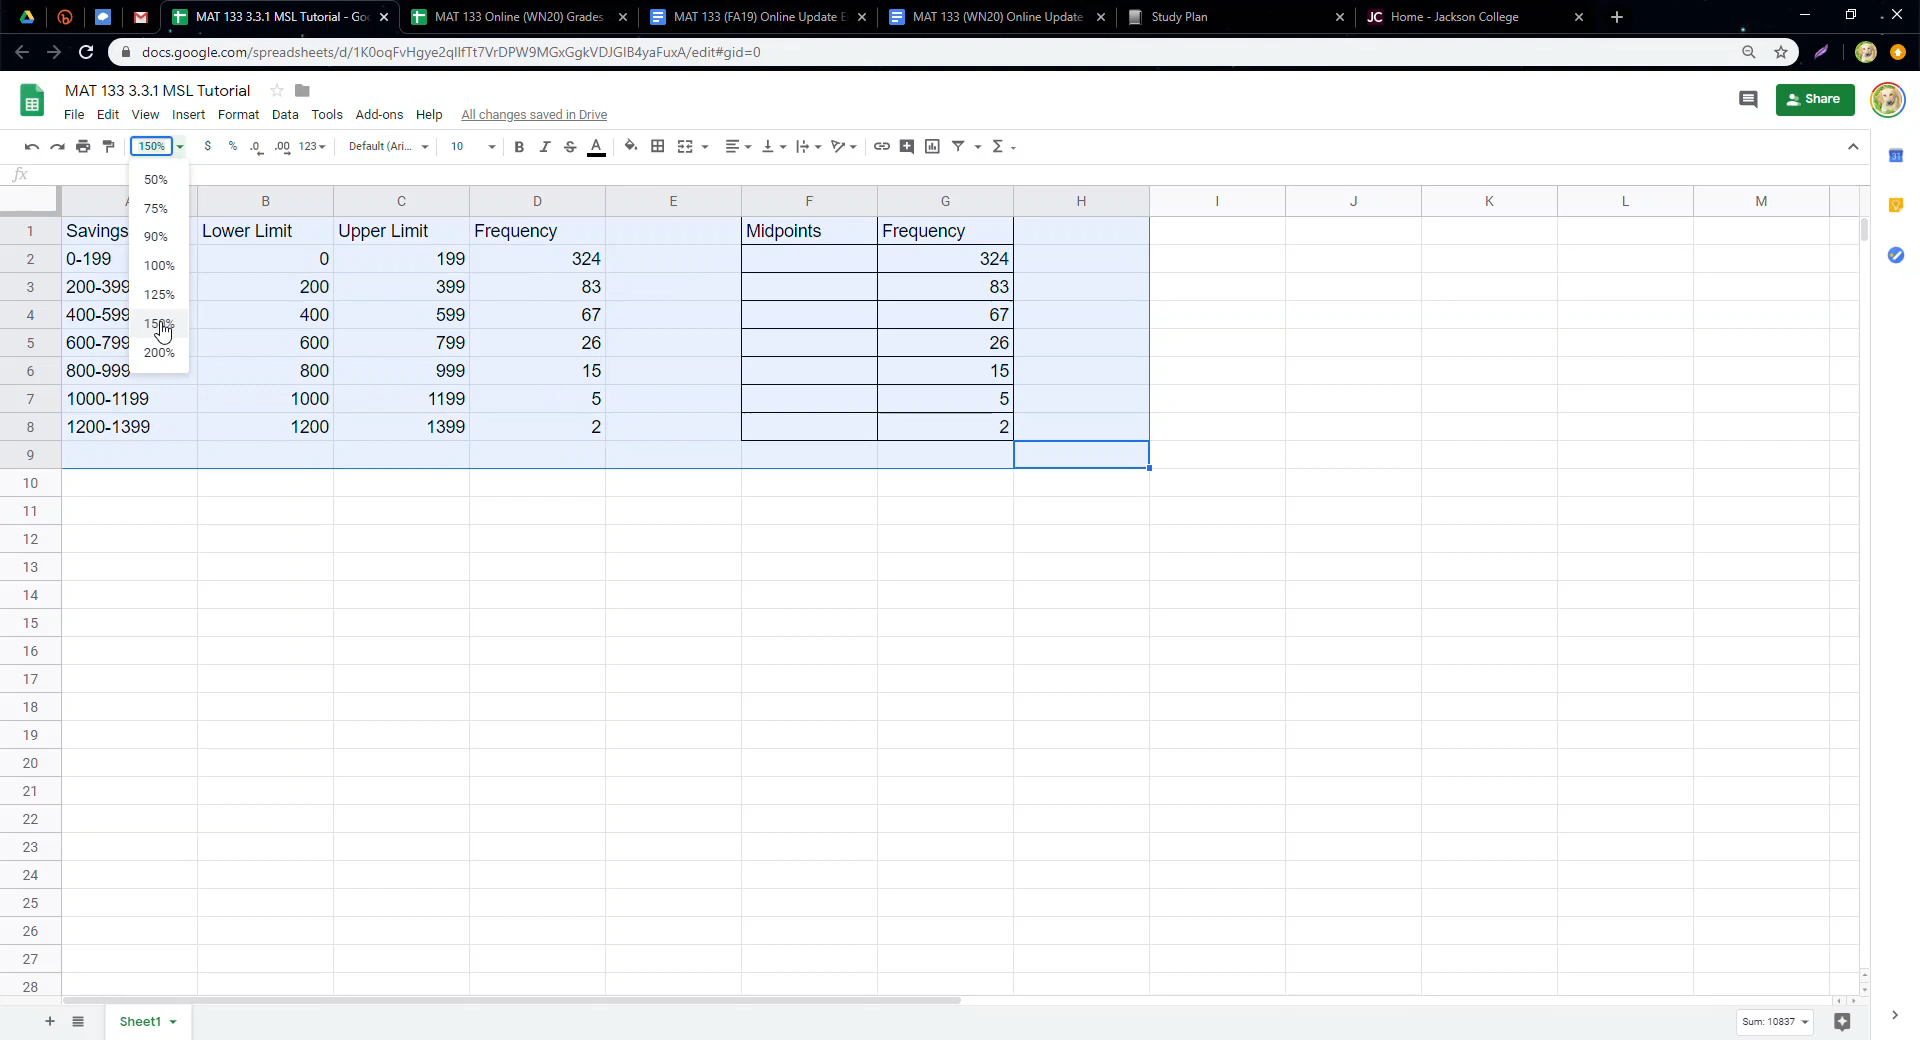 MAT 133 3.3.1 MSL Tutorial - Goo
MAT 133 Online (WN20) Grades
MAT 133 (FA19) Online Update E
MAT 133 (WN20) Online Update
Study Plan
JC Home - Jackson College
docs.google.com/spreadsheets/d/1K0oqFvHgye2qIlfTt7VrDPW9MGxGgkVDJGIB4yaFuxA/edit#gid=0
MAT 133 3.3.1 MSL Tutorial
Share
File Edit View Insert Format Data Tools Add-ons Help All changes saved in Drive
150% $ % .0 .00 123 Default (Ari... 10 B I S A Σ
fx
50%
75%
90%
100%
125%
150%
200%
A B C D E F G H I J K L M
1 Savings Lower Limit Upper Limit Frequency Midpoints Frequency
2 0-199 0 199 324 324
3 200-399 200 399 83 83
4 400-599 400 599 67 67
5 600-799 600 799 26 26
6 800-999 800 999 15 15
7 1000-1199 1000 1199 5 5
8 1200-1399 1200 1399 2 2
9
10
11
12
13
14
15
16
17
18
19
20
21
22
23
24
25
26
27
28
Sheet1
Sum: 10837
31